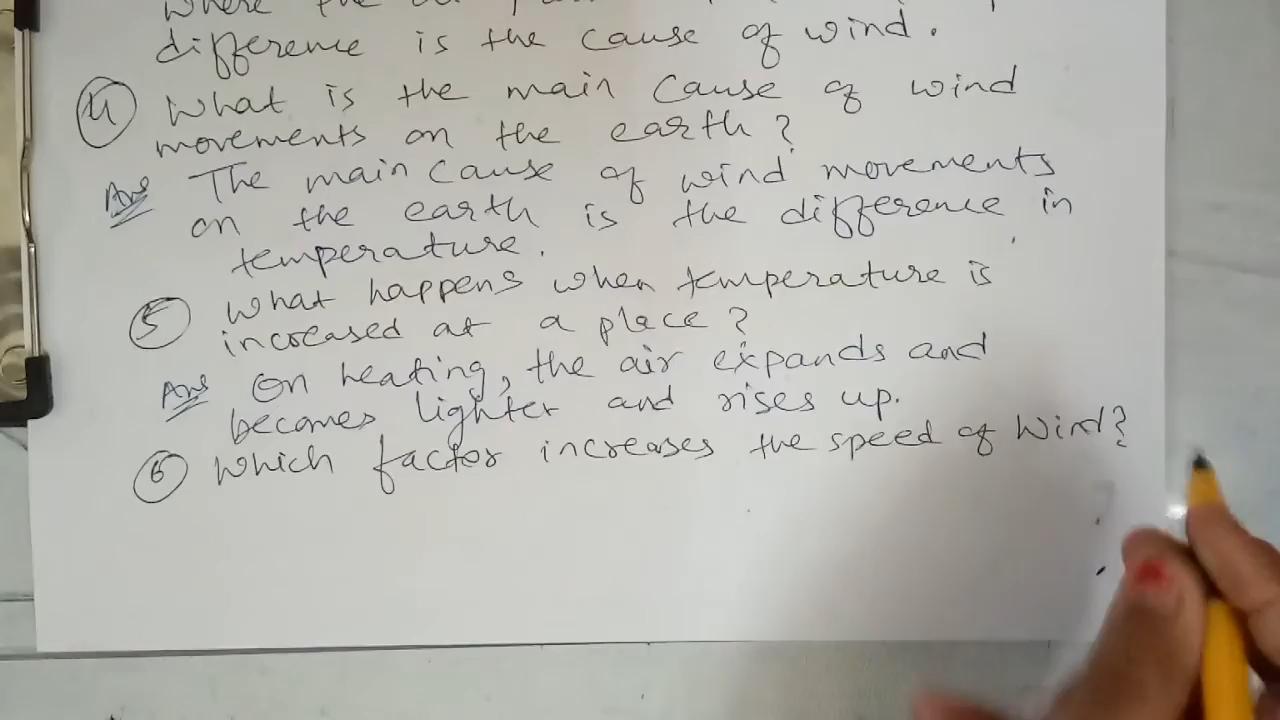 where the
difference is the cause of wind.
4 What is the main cause of wind
movements on the earth?
Ans The main cause of wind movements
on the earth is the difference in
temperature.
5 What happens when temperature is
increased at a place?
Ans On heating, the air expands and
becomes lighter and rises up.
6 Which factor increases the speed of wind?